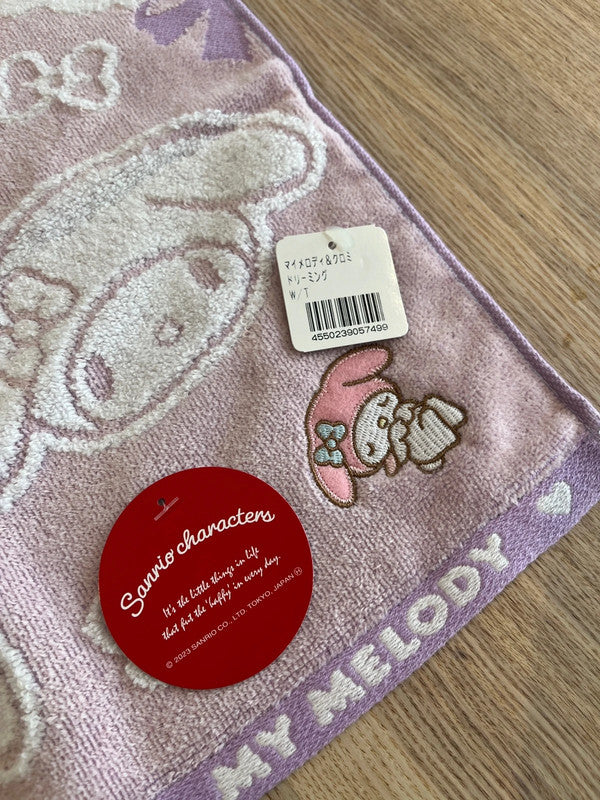 マイメロディ&クロミ
ドリーミング
W/T
4550239057499
Sanrio characters
It's the little things in life
that put the 'happy' in every day.
© 2023 SANRIO CO., LTD. TOKYO, JAPAN Ⓗ
MY MELODY